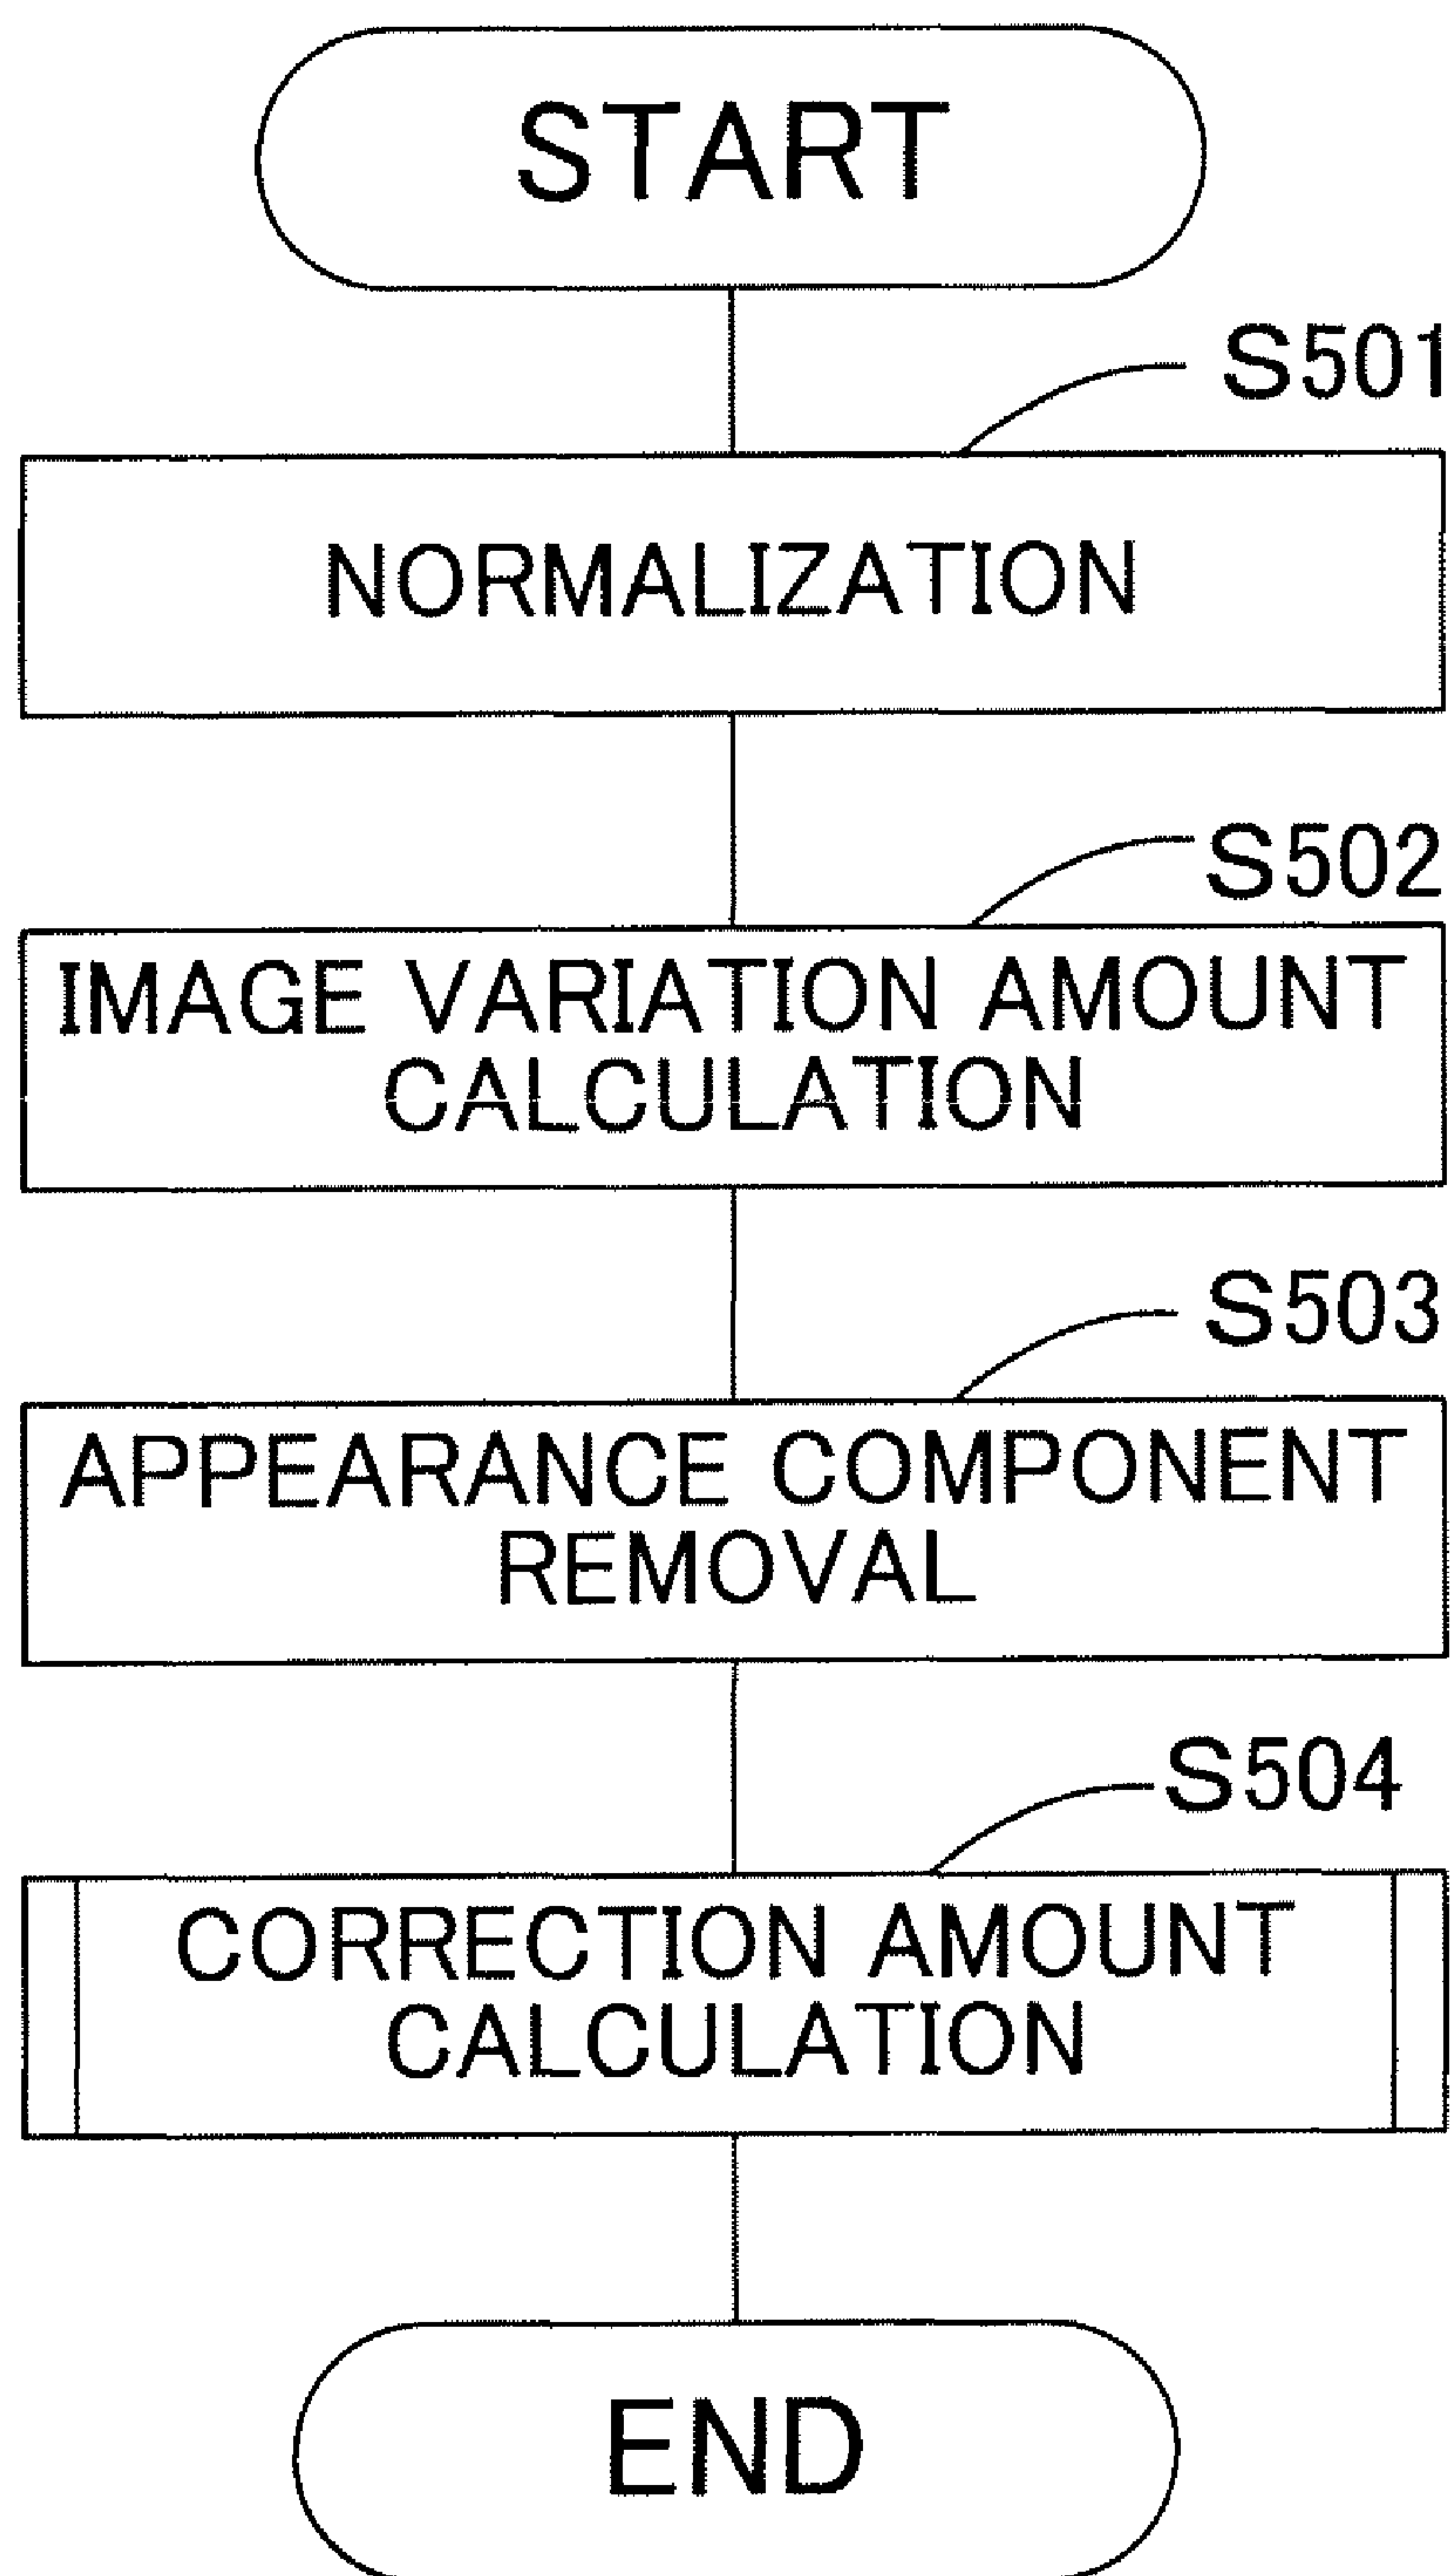 START
S501
NORMALIZATION
S502
IMAGE VARIATION AMOUNT
CALCULATION
S503
APPEARANCE COMPONENT
REMOVAL
S504
CORRECTION AMOUNT
CALCULATION
END